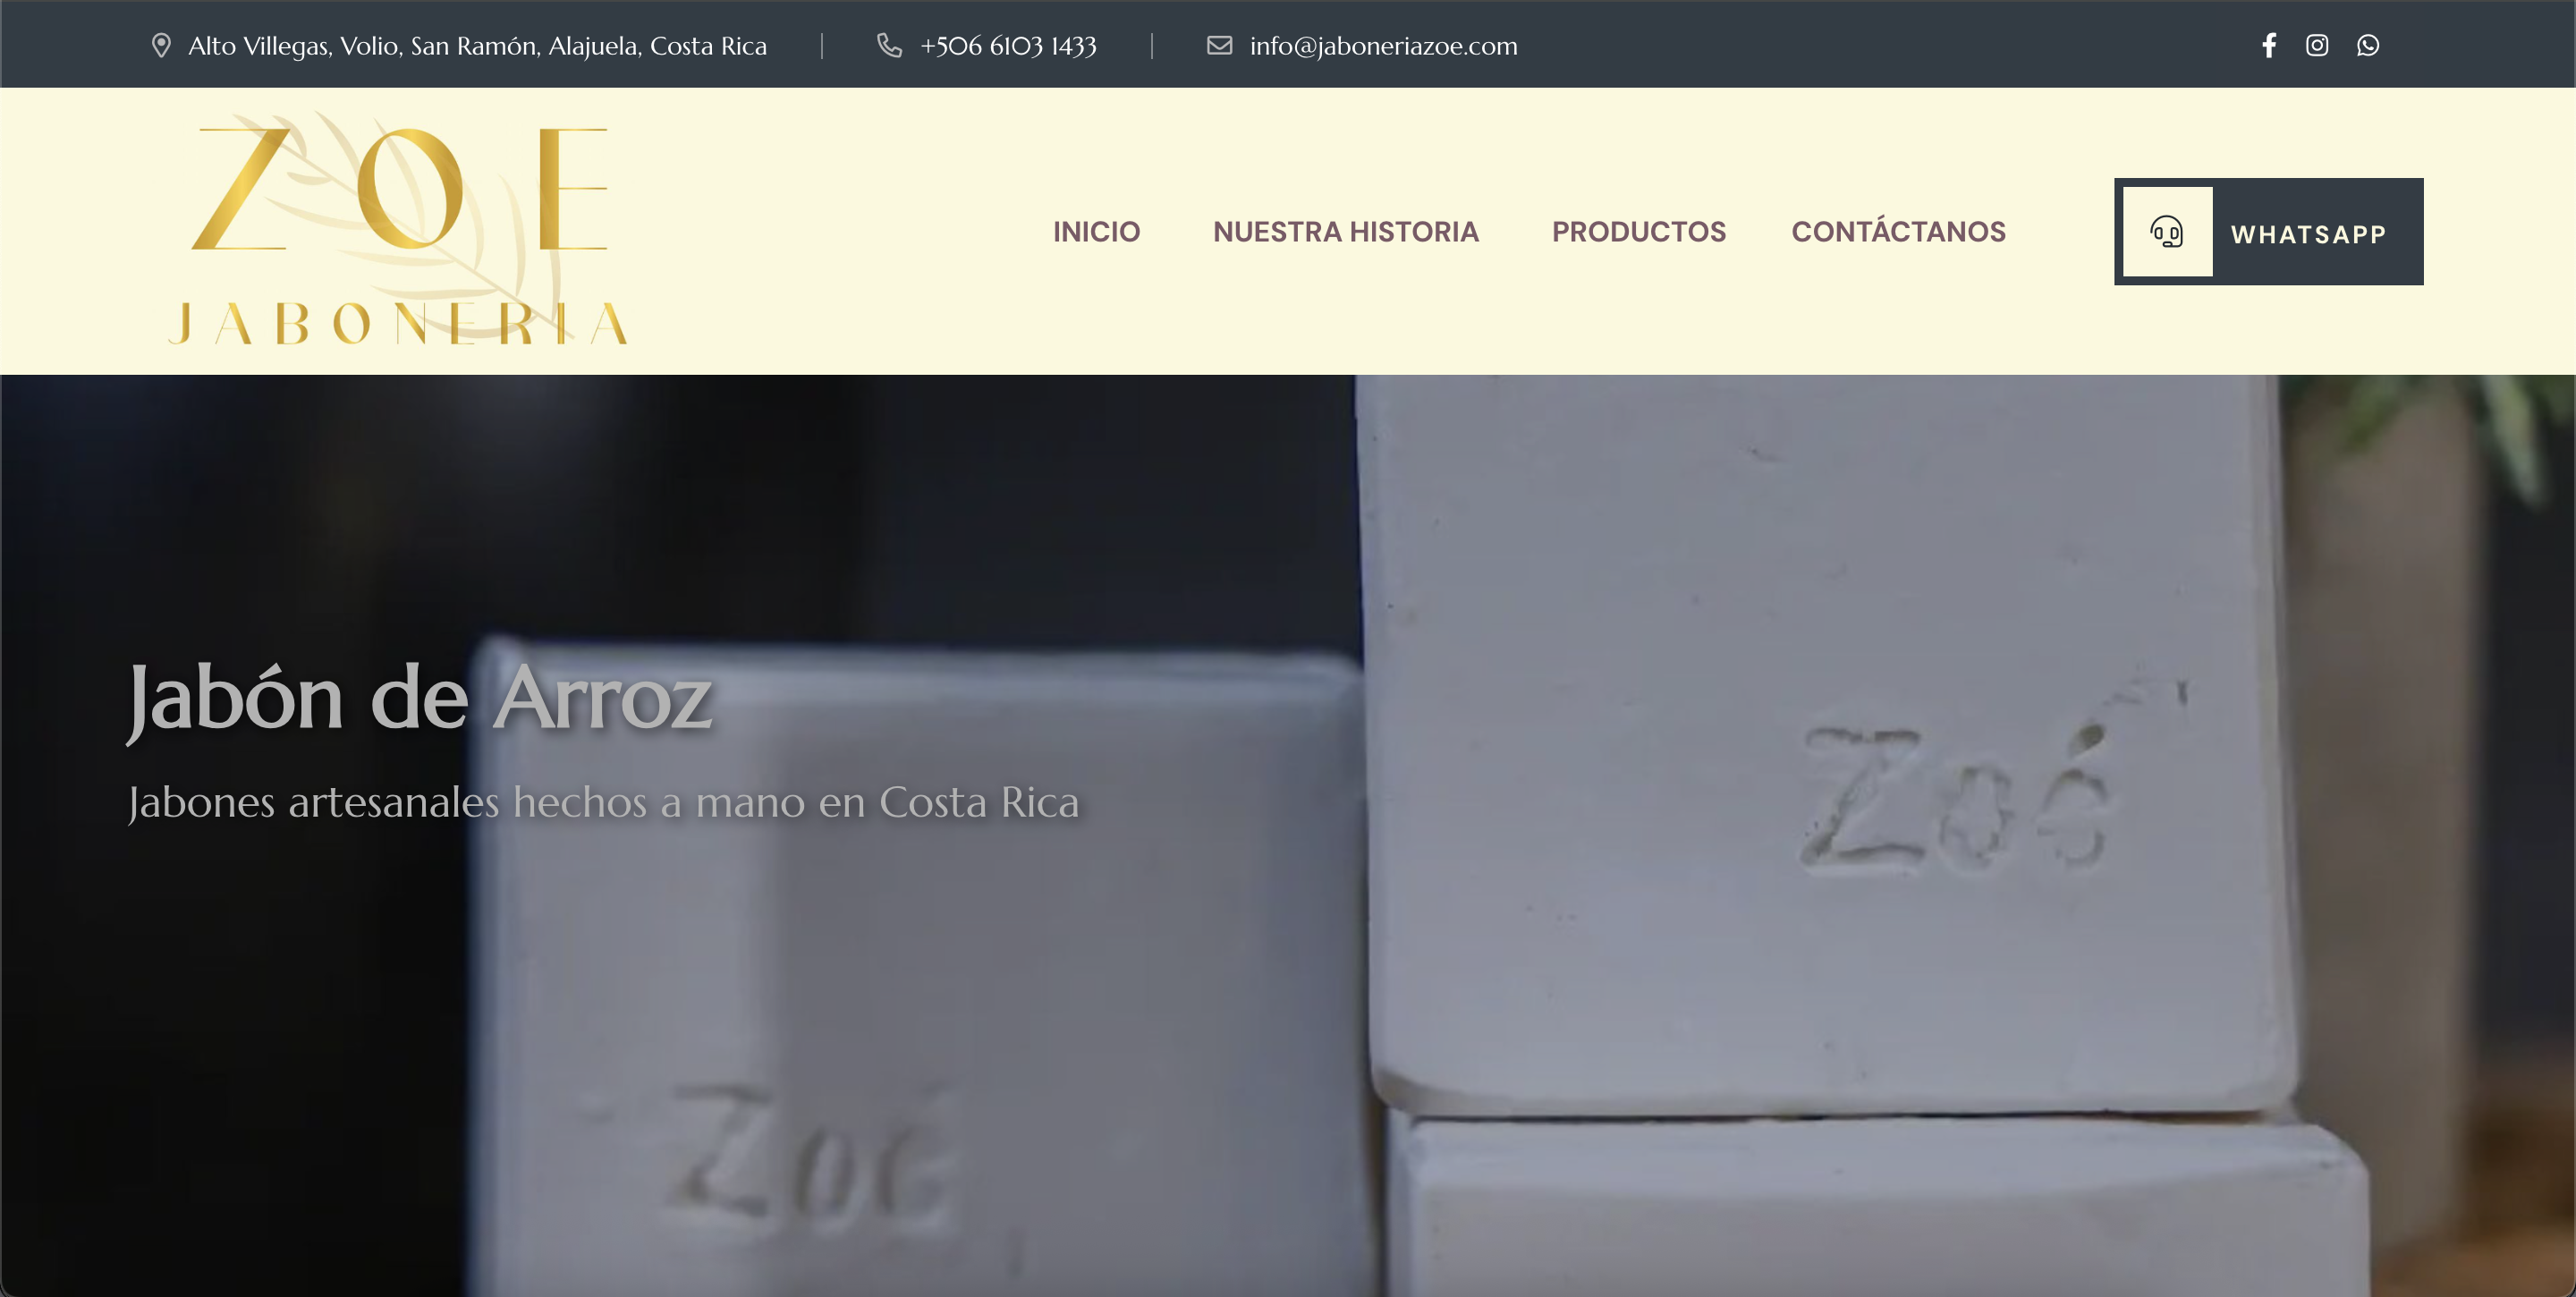 Alto Villegas, Volio, San Ramón, Alajuela, Costa Rica
+506 6103 1433
info@jaboneriazoe.com
ZOE
JABONERIA
INICIO
NUESTRA HISTORIA
PRODUCTOS
CONTÁCTANOS
WHATSAPP
Jabón de Arroz
Jabones artesanales hechos a mano en Costa Rica
Zoé
Zoé